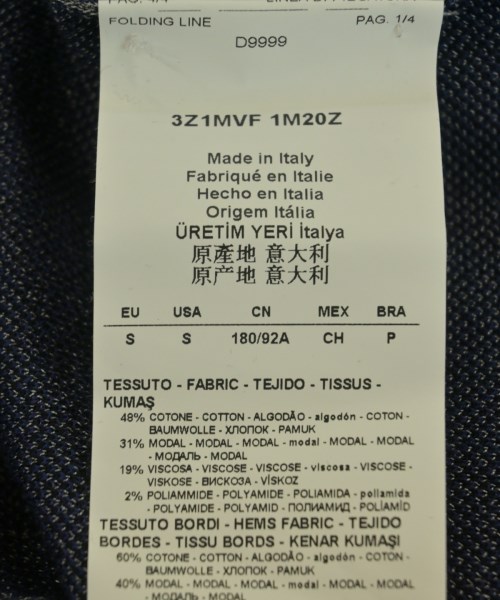 FOLDING LINE PAG. 1/4
D9999
3Z1MVF 1M20Z
Made in Italy
Fabriqué en Italie
Hecho en Italia
Origem Itália
ÜRETİM YERİ İtalya
原產地 意大利
原产地 意大利
EU USA CN MEX BRA
S S 180/92A CH P
TESSUTO - FABRIC - TEJIDO - TISSUS -
KUMAŞ
48% COTONE - COTTON - ALGODÃO - algodón - COTON -
BAUMWOLLE - ХЛОПОК - PAMUK
31% MODAL - MODAL - MODAL - modal - MODAL - MODAL
- МОДАЛЬ - MODAL
19% VISCOSA - VISCOSE - VISCOSE - viscosa - VISCOSE -
VISKOSE - ВИСКОЗА - VİSKOZ
2% POLIAMMIDE - POLYAMIDE - POLIAMIDA - poliamida
- POLYAMIDE - POLYAMID - ПОЛИАМИД - POLİAMİD
TESSUTO BORDI - HEMS FABRIC - TEJIDO
BORDES - TISSU BORDS - KENAR KUMAŞI
60% COTONE - COTTON - ALGODÃO - algodón - COTON -
BAUMWOLLE - ХЛОПОК - PAMUK
40% MODAL - MODAL - MODAL - modal - MODAL - MODAL
- МОДАЛЬ - MODAL